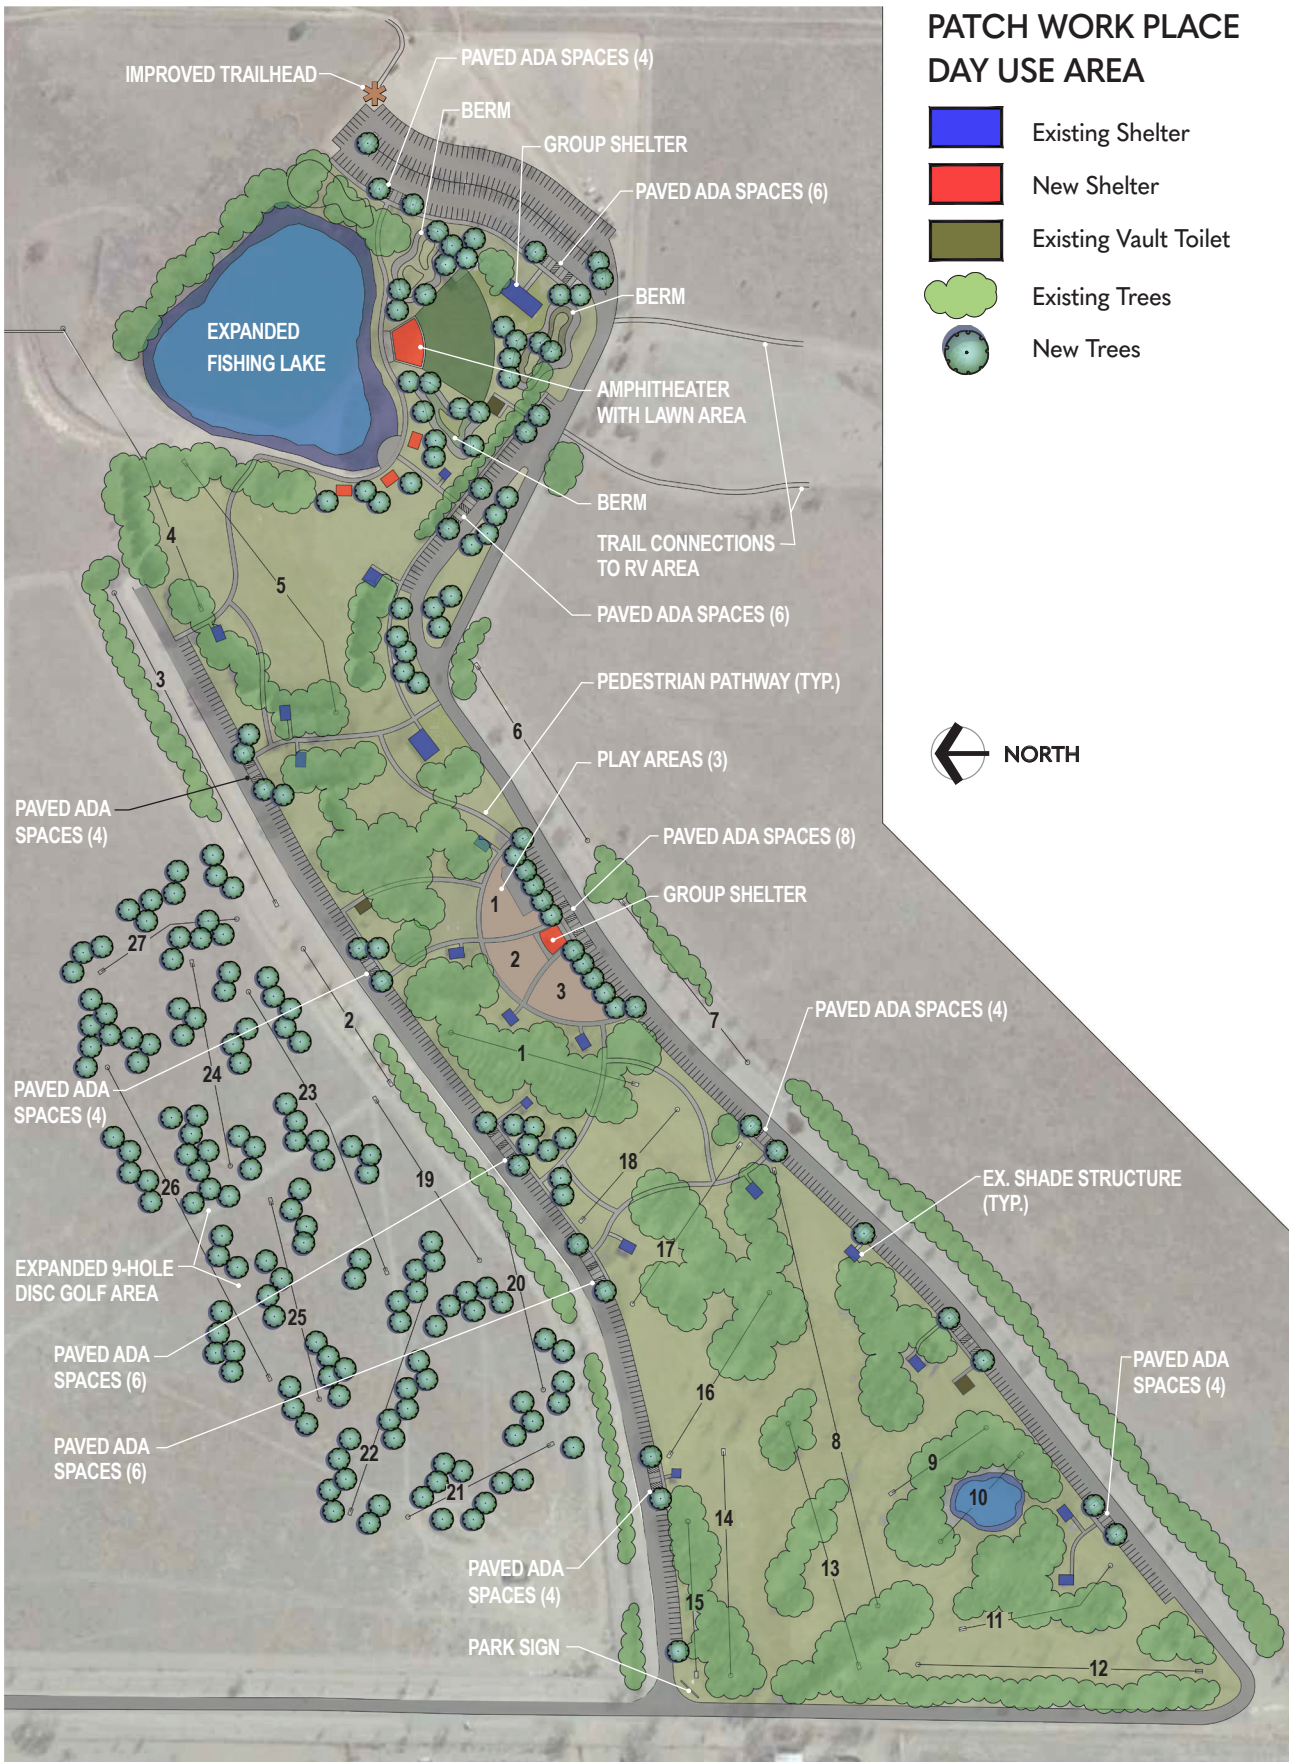 PATCH WORK PLACE
DAY USE AREA
Existing Shelter
New Shelter
Existing Vault Toilet
Existing Trees
New Trees
NORTH
IMPROVED TRAILHEAD
PAVED ADA SPACES (4)
BERM
GROUP SHELTER
PAVED ADA SPACES (6)
BERM
EXPANDED
FISHING LAKE
AMPHITHEATER
WITH LAWN AREA
BERM
TRAIL CONNECTIONS
TO RV AREA
PAVED ADA SPACES (6)
4
5
3
PEDESTRIAN PATHWAY (TYP.)
6
PLAY AREAS (3)
PAVED ADA
SPACES (4)
PAVED ADA SPACES (8)
GROUP SHELTER
1
2
3
27
2
7
PAVED ADA SPACES (4)
1
24
23
PAVED ADA
SPACES (4)
18
19
26
EX. SHADE STRUCTURE
(TYP.)
17
EXPANDED 9-HOLE
DISC GOLF AREA
20
25
PAVED ADA
SPACES (6)
PAVED ADA
SPACES (4)
16
8
PAVED ADA
SPACES (6)
22
9
21
10
14
13
PAVED ADA
SPACES (4)
15
11
PARK SIGN
12